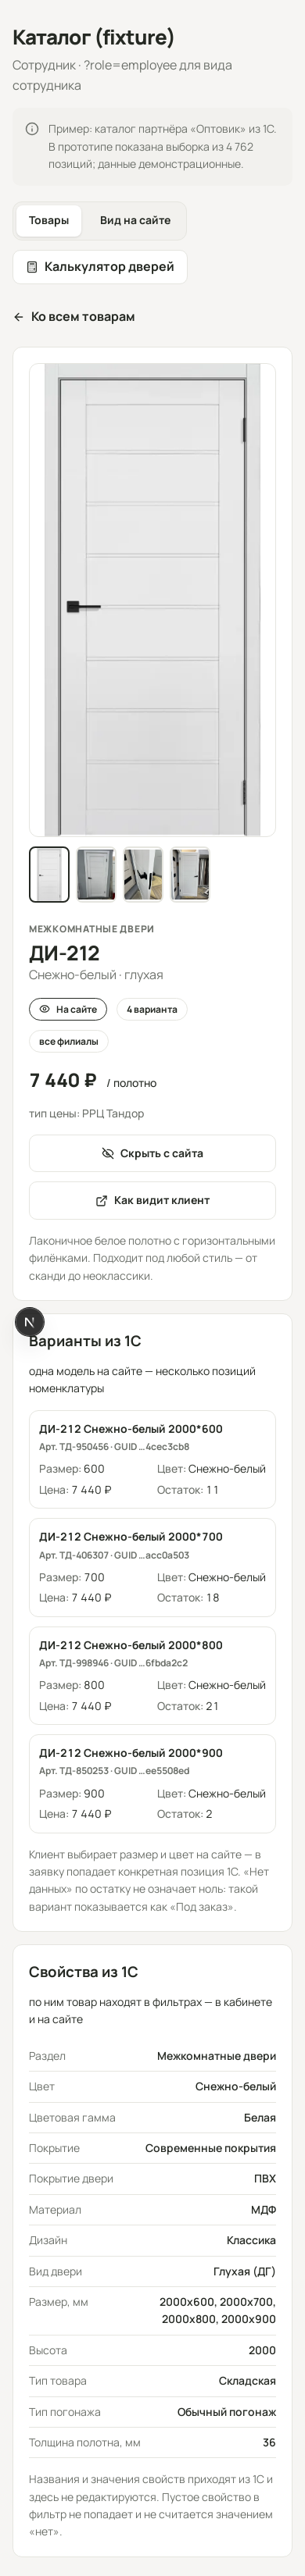 Каталог (fixture)
Сотрудник · ?role=employee для вида
сотрудника
Пример: каталог партнёра «Оптовик» из 1С.
В прототипе показана выборка из 4 762
позиций; данные демонстрационные.
Товары
Вид на сайте
Калькулятор дверей
Ко всем товарам
МЕЖКОМНАТНЫЕ ДВЕРИ
ДИ-212
Снежно-белый · глухая
На сайте
4 варианта
все филиалы
7 440 ₽ / полотно
тип цены: РРЦ Тандор
Скрыть с сайта
Как видит клиент
Лаконичное белое полотно с горизонтальными
филёнками. Подходит под любой стиль — от
сканди до неоклассики.
N
Варианты из 1С
одна модель на сайте — несколько позиций
номенклатуры
ДИ-212 Снежно-белый 2000*600
Арт. ТД-950456 · GUID …4cec3cb8
Размер: 600 Цвет: Снежно-белый
Цена: 7 440 ₽ Остаток: 11
ДИ-212 Снежно-белый 2000*700
Арт. ТД-406307 · GUID …acc0a503
Размер: 700 Цвет: Снежно-белый
Цена: 7 440 ₽ Остаток: 18
ДИ-212 Снежно-белый 2000*800
Арт. ТД-998946 · GUID …6fbda2c2
Размер: 800 Цвет: Снежно-белый
Цена: 7 440 ₽ Остаток: 21
ДИ-212 Снежно-белый 2000*900
Арт. ТД-850253 · GUID …ee5508ed
Размер: 900 Цвет: Снежно-белый
Цена: 7 440 ₽ Остаток: 2
Клиент выбирает размер и цвет на сайте — в
заявку попадает конкретная позиция 1С. «Нет
данных» по остатку не означает ноль: такой
вариант показывается как «Под заказ».
Свойства из 1С
по ним товар находят в фильтрах — в кабинете
и на сайте
Раздел Межкомнатные двери
Цвет Снежно-белый
Цветовая гамма Белая
Покрытие Современные покрытия
Покрытие двери ПВХ
Материал МДФ
Дизайн Классика
Вид двери Глухая (ДГ)
Размер, мм 2000х600, 2000х700,
2000х800, 2000х900
Высота 2000
Тип товара Складская
Тип погонажа Обычный погонаж
Толщина полотна, мм 36
Названия и значения свойств приходят из 1С и
здесь не редактируются. Пустое свойство в
фильтр не попадает и не считается значением
«нет».